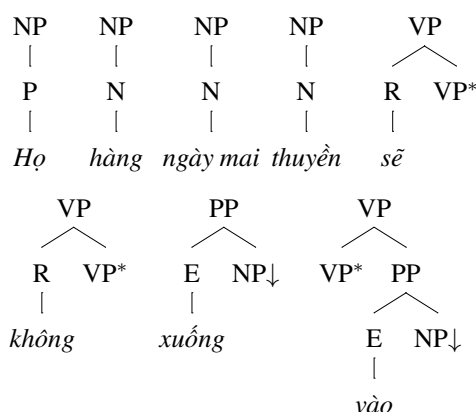 NP NP NP NP VP
P N N N R VP*
Họ hàng ngày mai thuyền sẽ
VP PP VP
R VP* E NP↓ VP* PP
không xuống E NP↓
vào